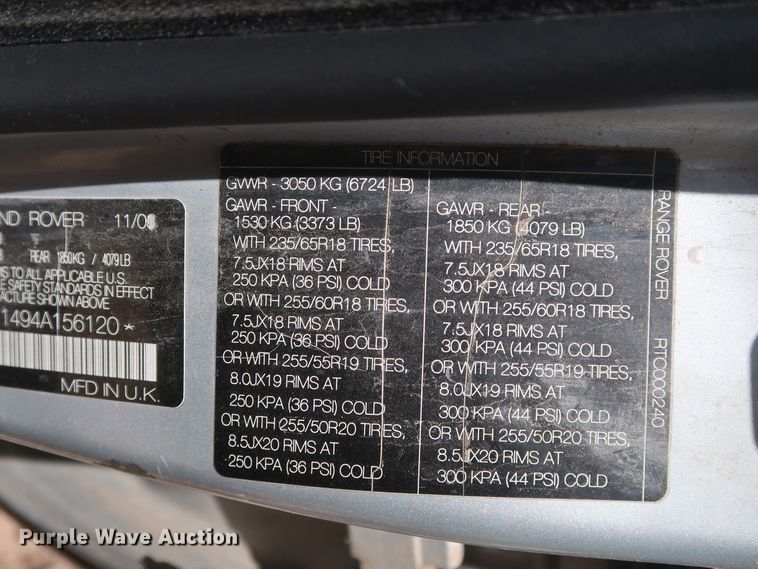 ND ROVER 11/03
REAR 1850KG / 4079LB
MS TO ALL APPLICABLE U.S.
LE SAFETY STANDARDS IN EFFECT
FACTURE SHOWN ABOVE
1494A156120*
MFD IN U.K.
TIRE INFORMATION
GVWR - 3050 KG (6724 LB)
GAWR - FRONT -
1530 KG (3373 LB)
WITH 235/65R18 TIRES,
7.5JX18 RIMS AT
250 KPA (36 PSI) COLD
OR WITH 255/60R18 TIRES,
7.5JX18 RIMS AT
250 KPA (36 PSI) COLD
OR WITH 255/55R19 TIRES,
8.0JX19 RIMS AT
250 KPA (36 PSI) COLD
OR WITH 255/50R20 TIRES,
8.5JX20 RIMS AT
250 KPA (36 PSI) COLD
GAWR - REAR -
1850 KG (4079 LB)
WITH 235/65R18 TIRES,
7.5JX18 RIMS AT
300 KPA (44 PSI) COLD
OR WITH 255/60R18 TIRES,
7.5JX18 RIMS AT
300 KPA (44 PSI) COLD
OR WITH 255/55R19 TIRES,
8.0JX19 RIMS AT
300 KPA (44 PSI) COLD
OR WITH 255/50R20 TIRES,
8.5JX20 RIMS AT
300 KPA (44 PSI) COLD
RANGE ROVER RTC000240
Purple Wave Auction